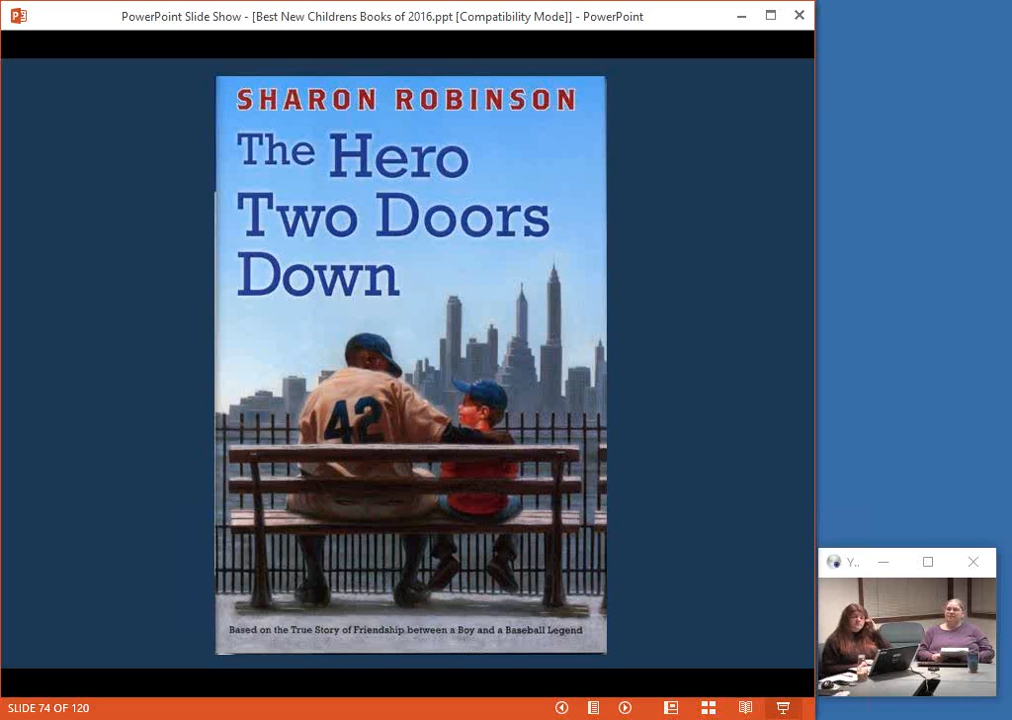 PowerPoint Slide Show - [Best New Childrens Books of 2016.ppt [Compatibility Mode]] - PowerPoint
SHARON ROBINSON
The Hero
Two Doors
Down
42
Based on the True Story of Friendship between a Boy and a Baseball Legend
Y..
SLIDE 74 OF 120